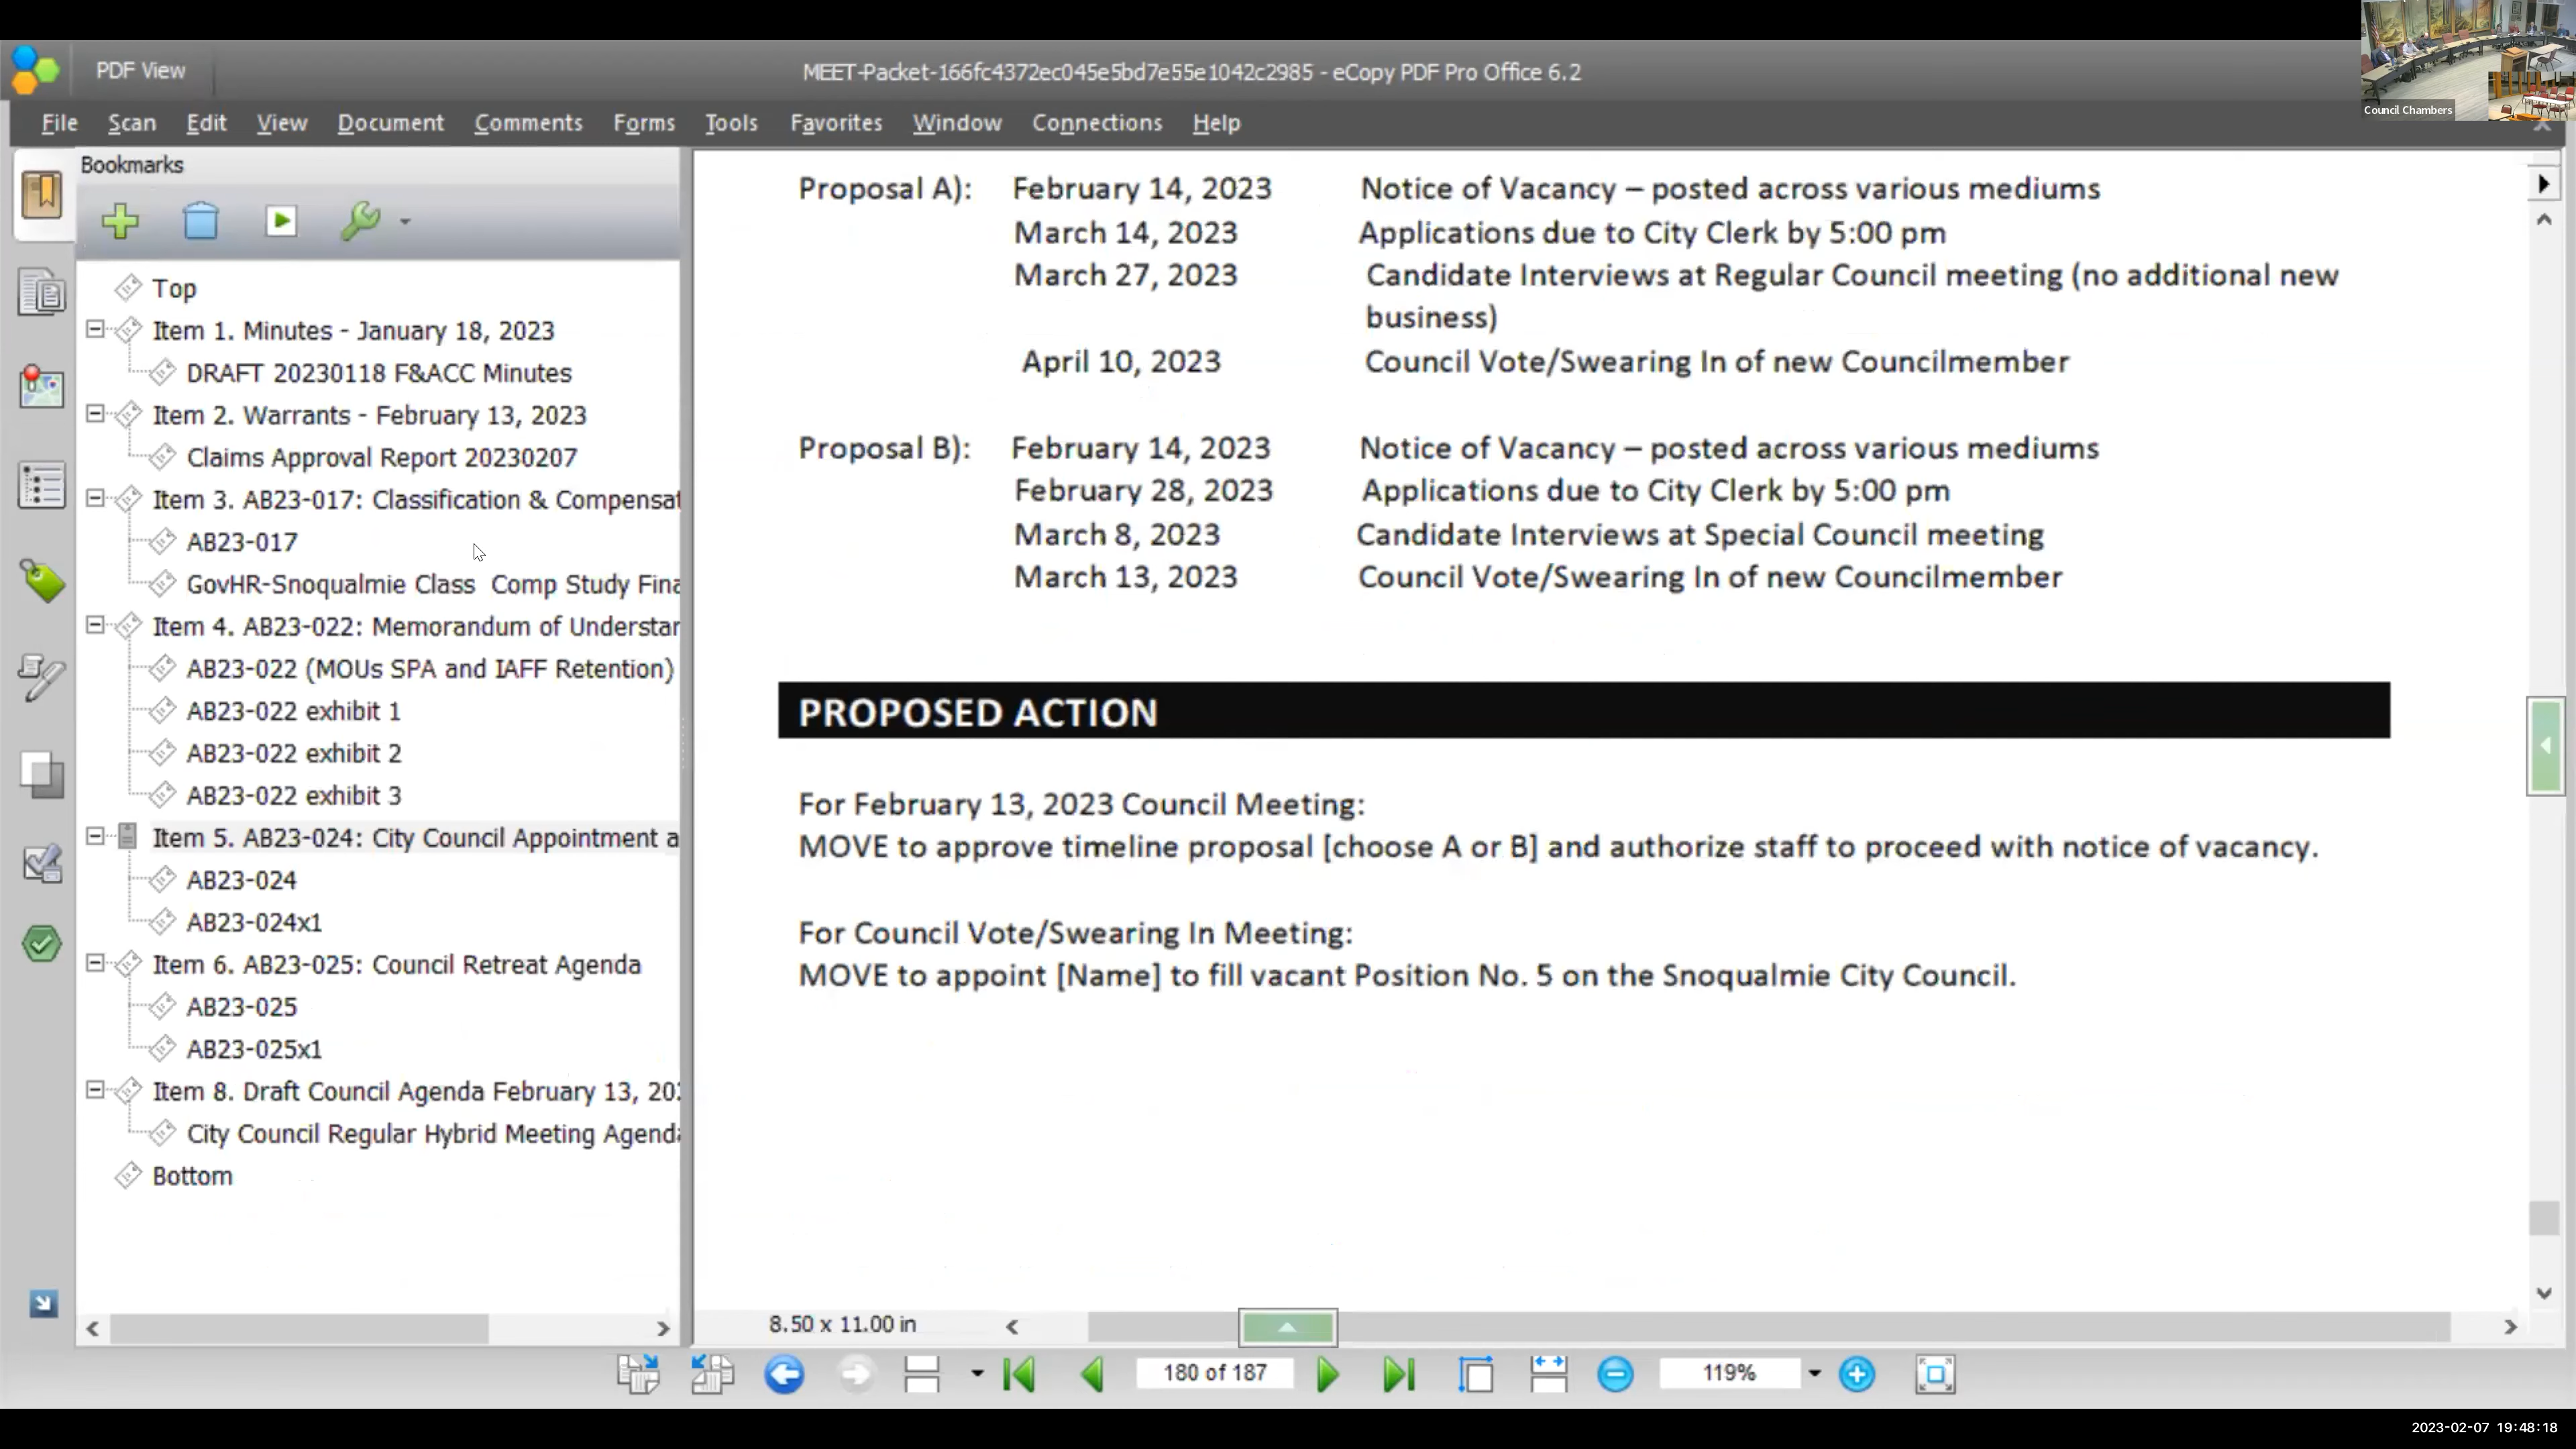 Council Chambers
PDF View
MEET-Packet-166fc4372ec045e5bd7e55e1042c2985 - eCopy PDF Pro Office 6.2
File Scan Edit View Document Comments Forms Tools Favorites Window Connections Help
Bookmarks
Top
Item 1. Minutes - January 18, 2023
DRAFT 20230118 F&ACC Minutes
Item 2. Warrants - February 13, 2023
Claims Approval Report 20230207
Item 3. AB23-017: Classification & Compensat
AB23-017
GovHR-Snoqualmie Class Comp Study Fina
Item 4. AB23-022: Memorandum of Understan
AB23-022 (MOUs SPA and IAFF Retention)
AB23-022 exhibit 1
AB23-022 exhibit 2
AB23-022 exhibit 3
Item 5. AB23-024: City Council Appointment a
AB23-024
AB23-024x1
Item 6. AB23-025: Council Retreat Agenda
AB23-025
AB23-025x1
Item 8. Draft Council Agenda February 13, 202
City Council Regular Hybrid Meeting Agenda
Bottom
Proposal A): February 14, 2023 Notice of Vacancy – posted across various mediums
March 14, 2023 Applications due to City Clerk by 5:00 pm
March 27, 2023 Candidate Interviews at Regular Council meeting (no additional new
business)
April 10, 2023 Council Vote/Swearing In of new Councilmember
Proposal B): February 14, 2023 Notice of Vacancy – posted across various mediums
February 28, 2023 Applications due to City Clerk by 5:00 pm
March 8, 2023 Candidate Interviews at Special Council meeting
March 13, 2023 Council Vote/Swearing In of new Councilmember
PROPOSED ACTION
For February 13, 2023 Council Meeting:
MOVE to approve timeline proposal [choose A or B] and authorize staff to proceed with notice of vacancy.
For Council Vote/Swearing In Meeting:
MOVE to appoint [Name] to fill vacant Position No. 5 on the Snoqualmie City Council.
8.50 x 11.00 in
180 of 187
119%
2023-02-07 19:48:18